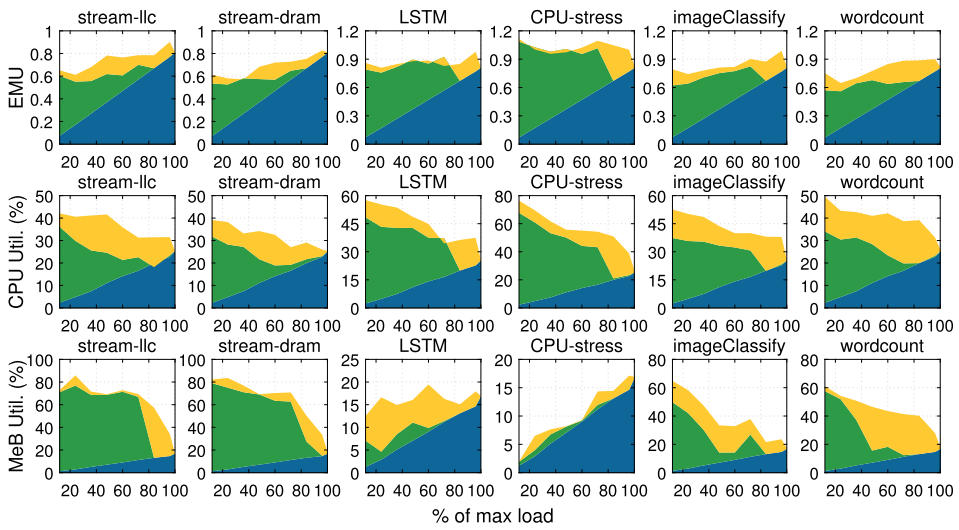 stream-llc stream-dram LSTM CPU-stress imageClassify wordcount
EMU
1 1 1.2 1.2 1.2 1.2
0.8 0.8 0.9 0.9 0.9 0.9
0.6 0.6 0.6 0.6 0.6 0.6
0.4 0.4 0.3 0.3 0.3 0.3
0.2 0.2
0 0 0 0 0 0
20 40 60 80 100 20 40 60 80 100 20 40 60 80 100 20 40 60 80 100 20 40 60 80 100 20 40 60 80 100
stream-llc stream-dram LSTM CPU-stress imageClassify wordcount
CPU Util. (%)
50 50 60 80 60 50
40 40 45 60 45 40
30 30 30 40 30 30
20 20 15 20 15 20
10 10 10
0 0 0 0 0 0
20 40 60 80 100 20 40 60 80 100 20 40 60 80 100 20 40 60 80 100 20 40 60 80 100 20 40 60 80 100
stream-llc stream-dram LSTM CPU-stress imageClassify wordcount
MeB Util. (%)
100 100 25 20 80 80
80 80 20 15 60 60
60 60 15 10 40 40
40 40 10 5 20 20
20 20 5
0 0 0 0 0 0
20 40 60 80 100 20 40 60 80 100 20 40 60 80 100 20 40 60 80 100 20 40 60 80 100 20 40 60 80 100
% of max load